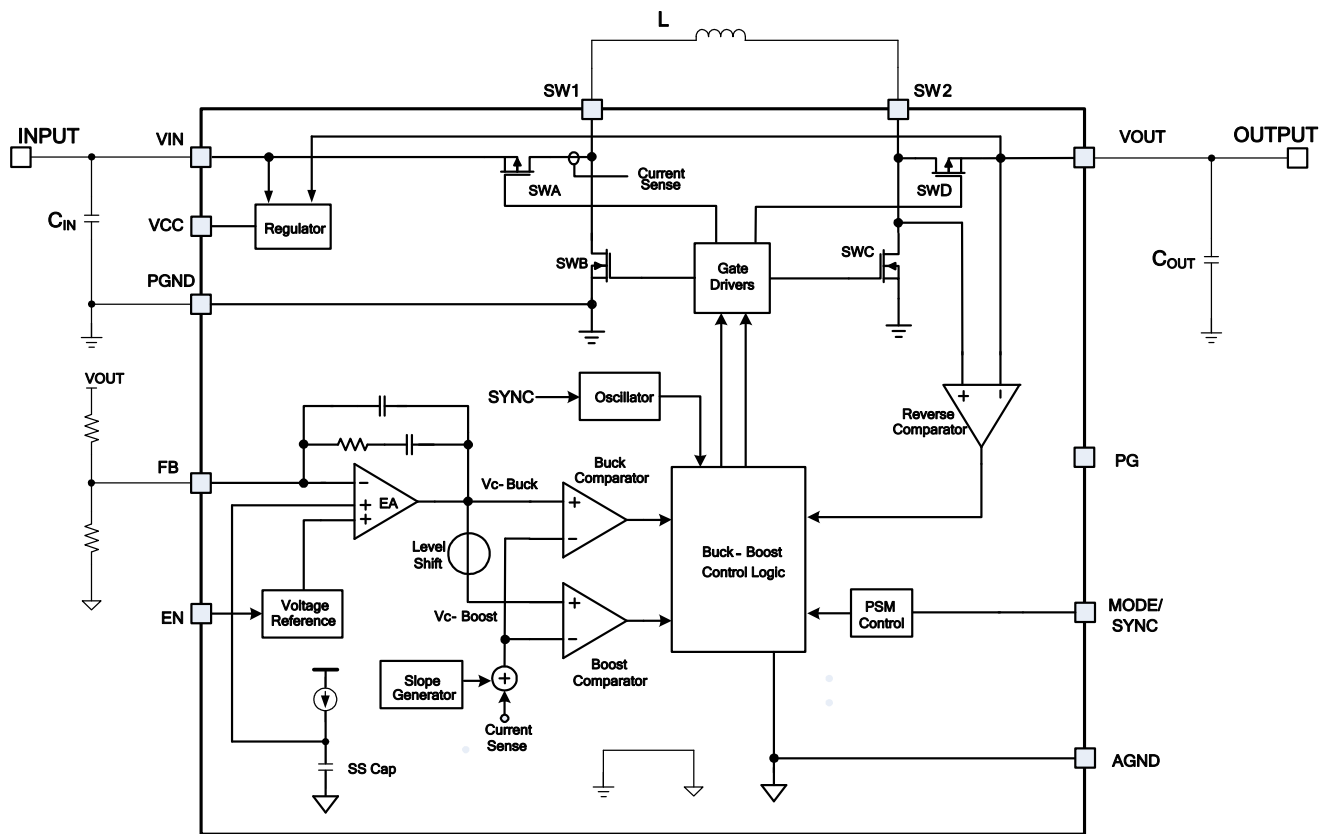 L
SW1
SW2
INPUT
VIN
VOUT
OUTPUT
Current
Sense
SWA
SWD
CIN
VCC
Regulator
SWB
Gate
Drivers
SWC
COUT
PGND
VOUT
SYNC
Oscillator
+
−
Reverse
Comparator
FB
PG
−
+
+
EA
Vc- Buck
Buck
Comparator
+
−
Level
Shift
Buck - Boost
Control Logic
EN
Voltage
Reference
Vc- Boost
+
−
PSM
Control
MODE/
SYNC
Boost
Comparator
Slope
Generator
+
Current
Sense
SS Cap
AGND